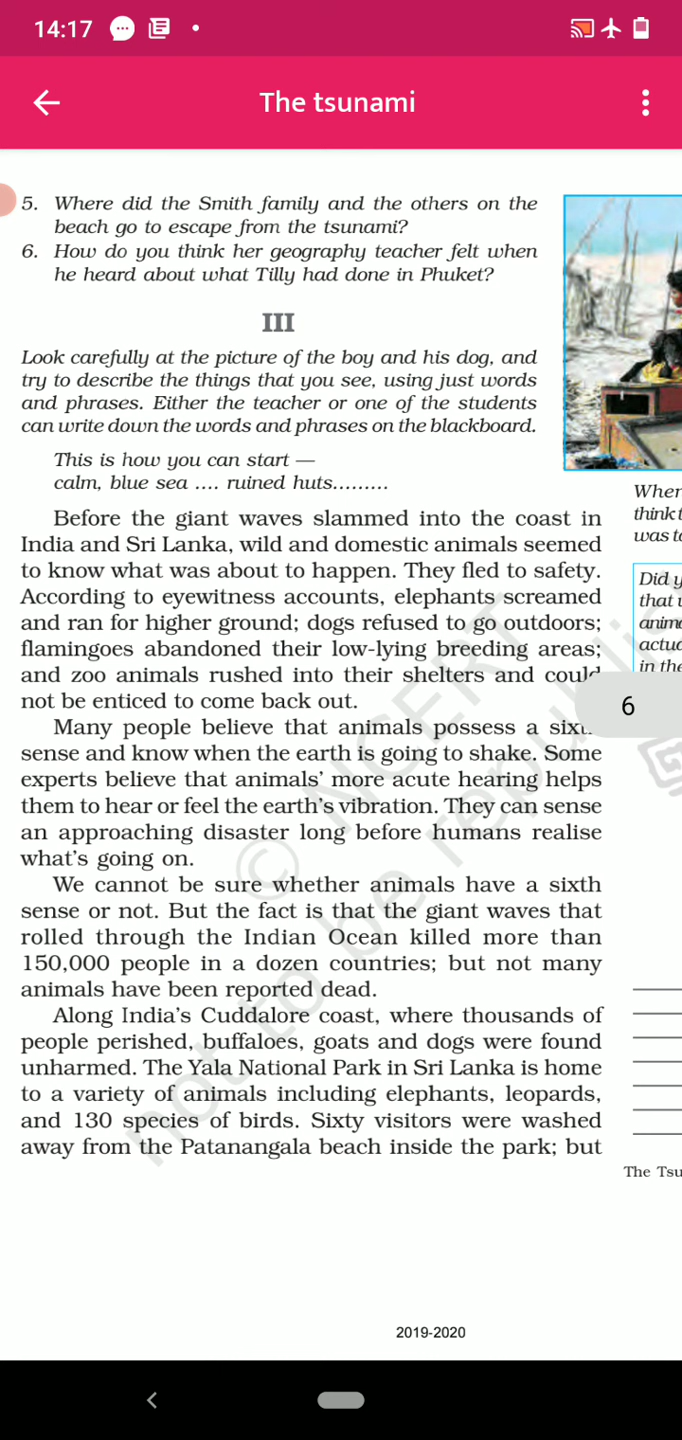 14:17
The tsunami
5. Where did the Smith family and the others on the
beach go to escape from the tsunami?
6. How do you think her geography teacher felt when
he heard about what Tilly had done in Phuket?
III
Look carefully at the picture of the boy and his dog, and
try to describe the things that you see, using just words
and phrases. Either the teacher or one of the students
can write down the words and phrases on the blackboard.
This is how you can start —
calm, blue sea .... ruined huts.........
Before the giant waves slammed into the coast in
India and Sri Lanka, wild and domestic animals seemed
to know what was about to happen. They fled to safety.
According to eyewitness accounts, elephants screamed
and ran for higher ground; dogs refused to go outdoors;
flamingoes abandoned their low-lying breeding areas;
and zoo animals rushed into their shelters and could
not be enticed to come back out.
Many people believe that animals possess a
sense and know when the earth is going to shake. Some
experts believe that animals' more acute hearing helps
them to hear or feel the earth's vibration. They can sense
an approaching disaster long before humans realise
what's going on.
We cannot be sure whether animals have a sixth
sense or not. But the fact is that the giant waves that
rolled through the Indian Ocean killed more than
150,000 people in a dozen countries; but not many
animals have been reported dead.
Along India's Cuddalore coast, where thousands of
people perished, buffaloes, goats and dogs were found
unharmed. The Yala National Park in Sri Lanka is home
to a variety of animals including elephants, leopards,
and 130 species of birds. Sixty visitors were washed
away from the Patanangala beach inside the park; but
think
was
Did
that
in the
6
The
© NCERT
not to be
2019-2020